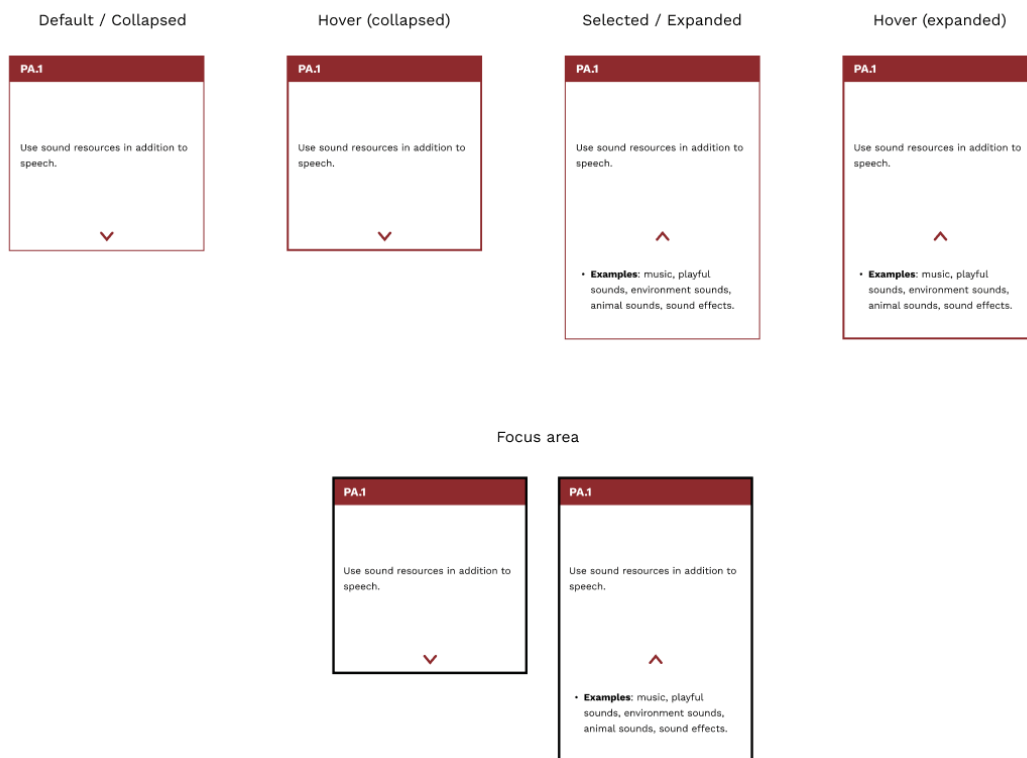 Default / Collapsed
Hover (collapsed)
Selected / Expanded
Hover (expanded)
PA.1
Use sound resources in addition to
speech.
PA.1
Use sound resources in addition to
speech.
PA.1
Use sound resources in addition to
speech.
• Examples: music, playful
sounds, environment sounds,
animal sounds, sound effects.
PA.1
Use sound resources in addition to
speech.
• Examples: music, playful
sounds, environment sounds,
animal sounds, sound effects.
Focus area
PA.1
Use sound resources in addition to
speech.
PA.1
Use sound resources in addition to
speech.
• Examples: music, playful
sounds, environment sounds,
animal sounds, sound effects.